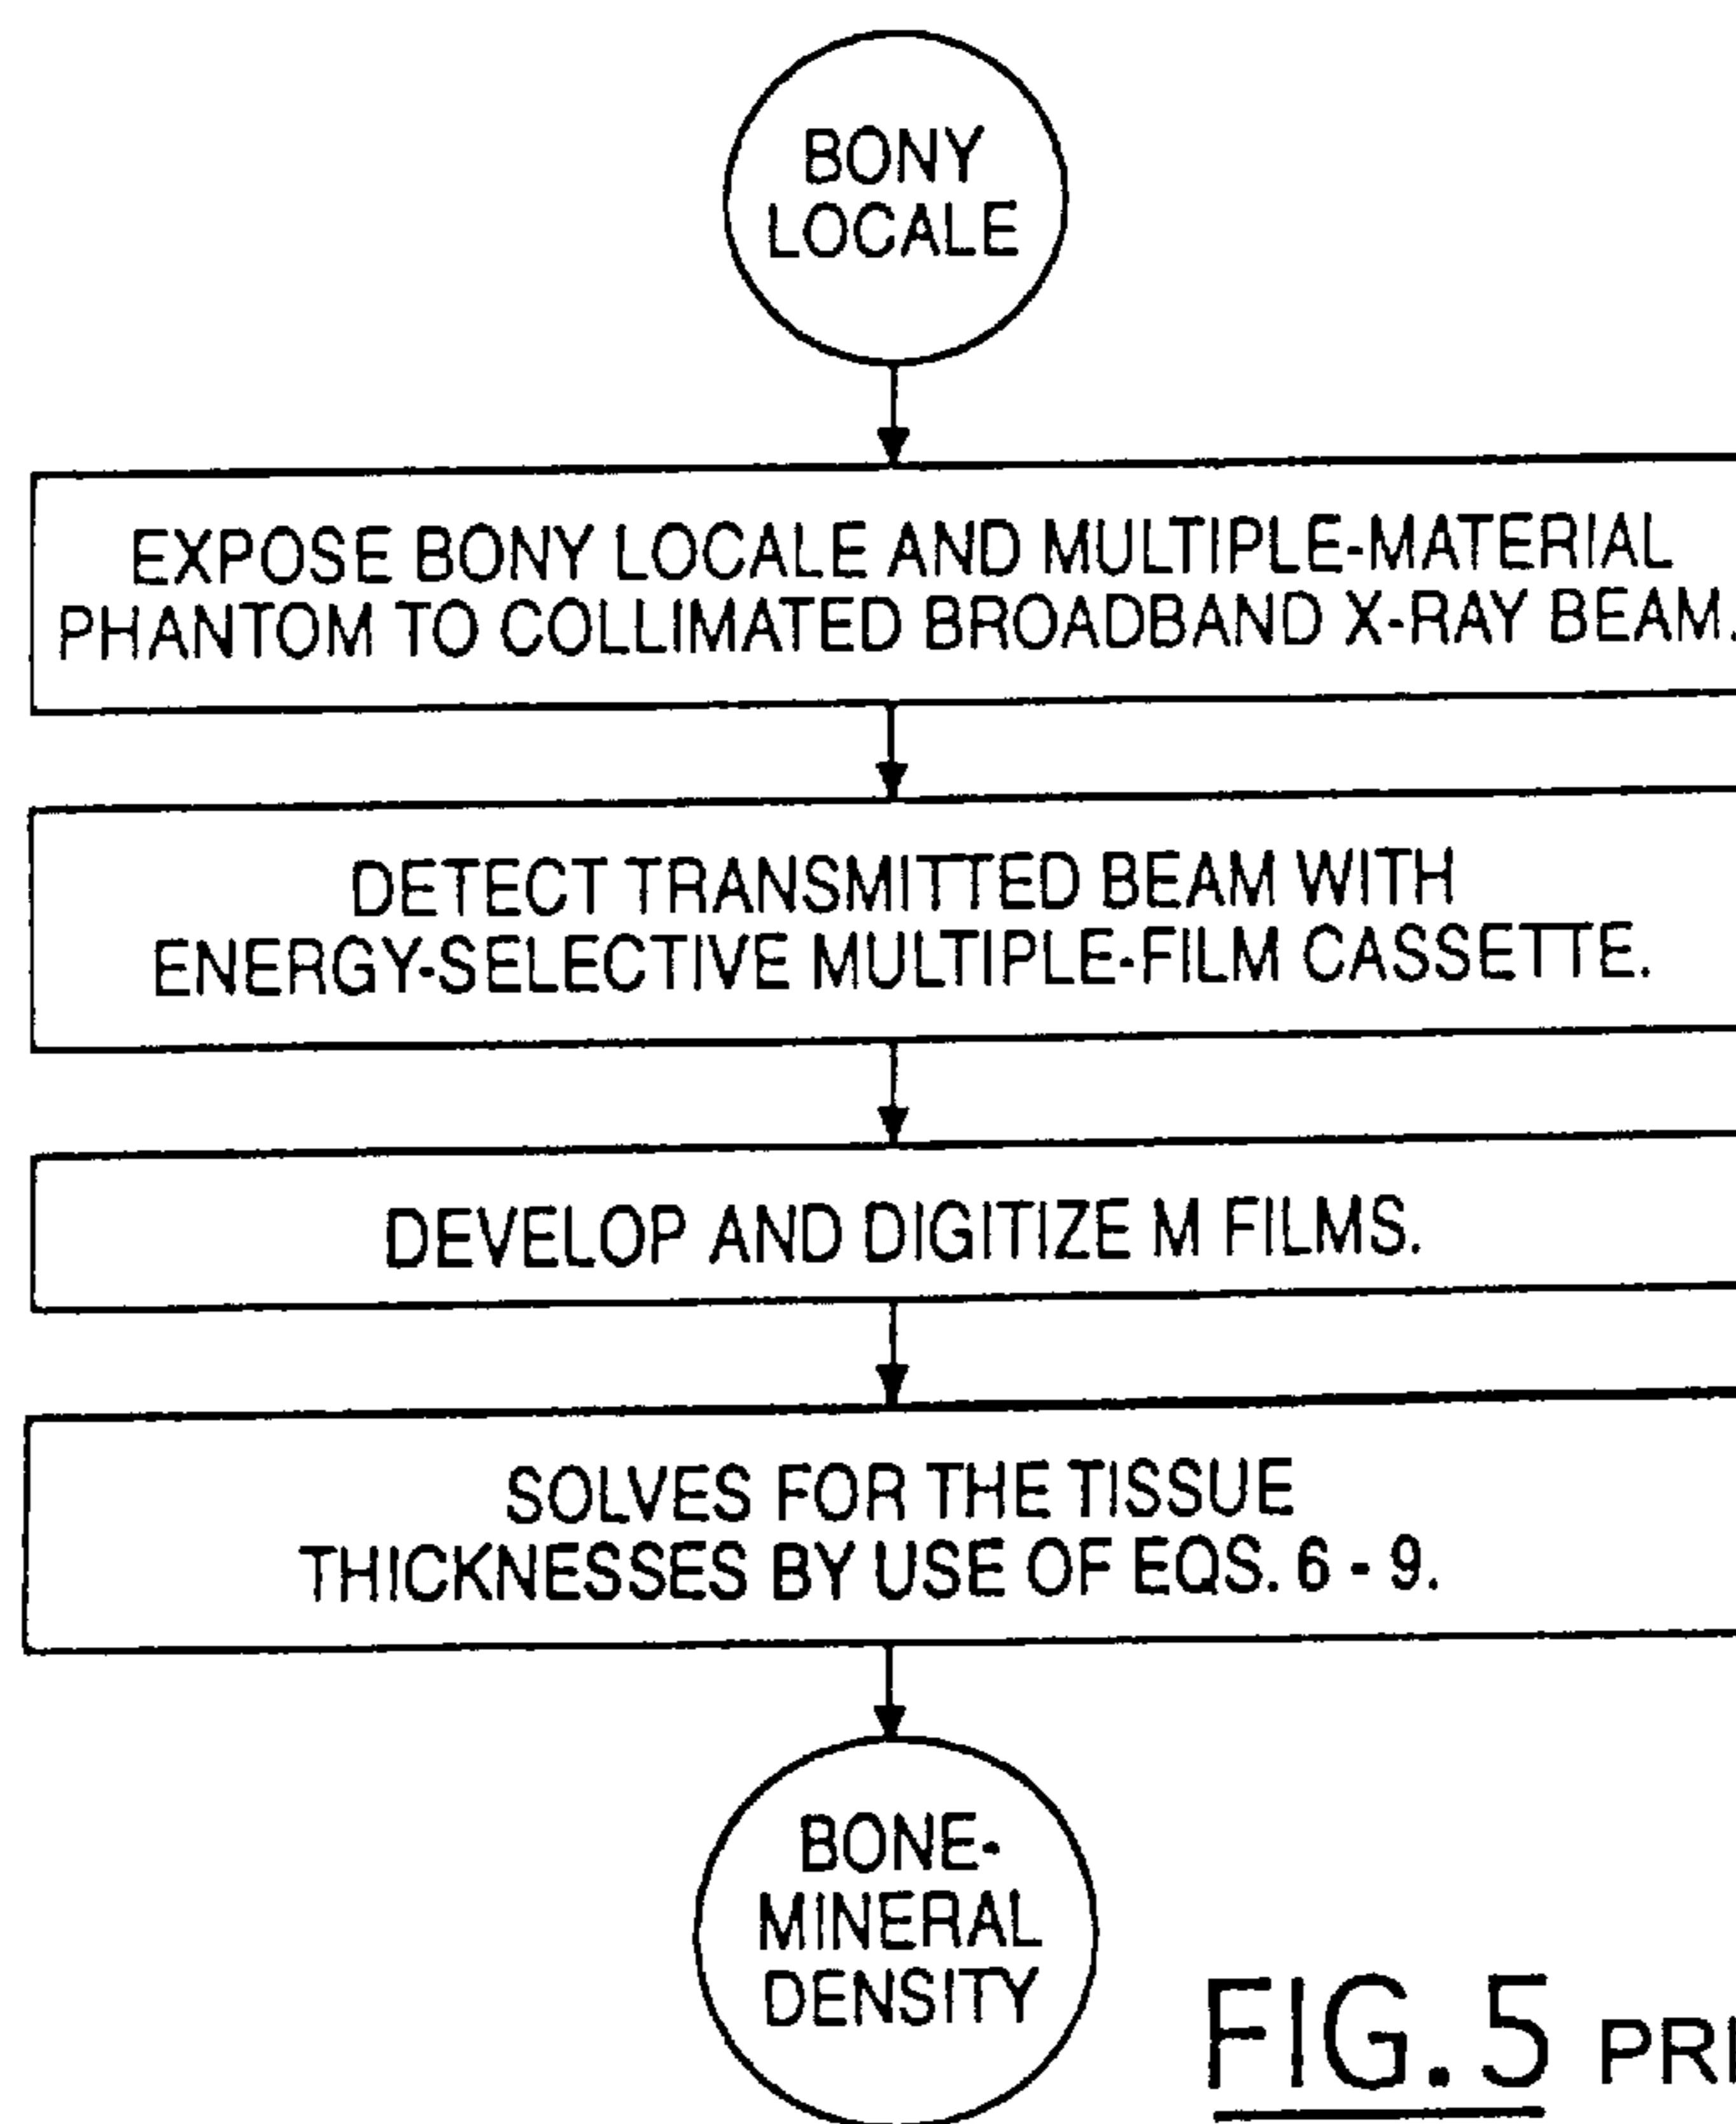 BONY
LOCALE
EXPOSE BONY LOCALE AND MULTIPLE-MATERIAL
PHANTOM TO COLLIMATED BROADBAND X-RAY BEAM.
DETECT TRANSMITTED BEAM WITH
ENERGY-SELECTIVE MULTIPLE-FILM CASSETTE.
DEVELOP AND DIGITIZE M FILMS.
SOLVES FOR THE TISSUE
THICKNESSES BY USE OF EQS. 6 - 9.
BONE-
MINERAL
DENSITY
FIG. 5